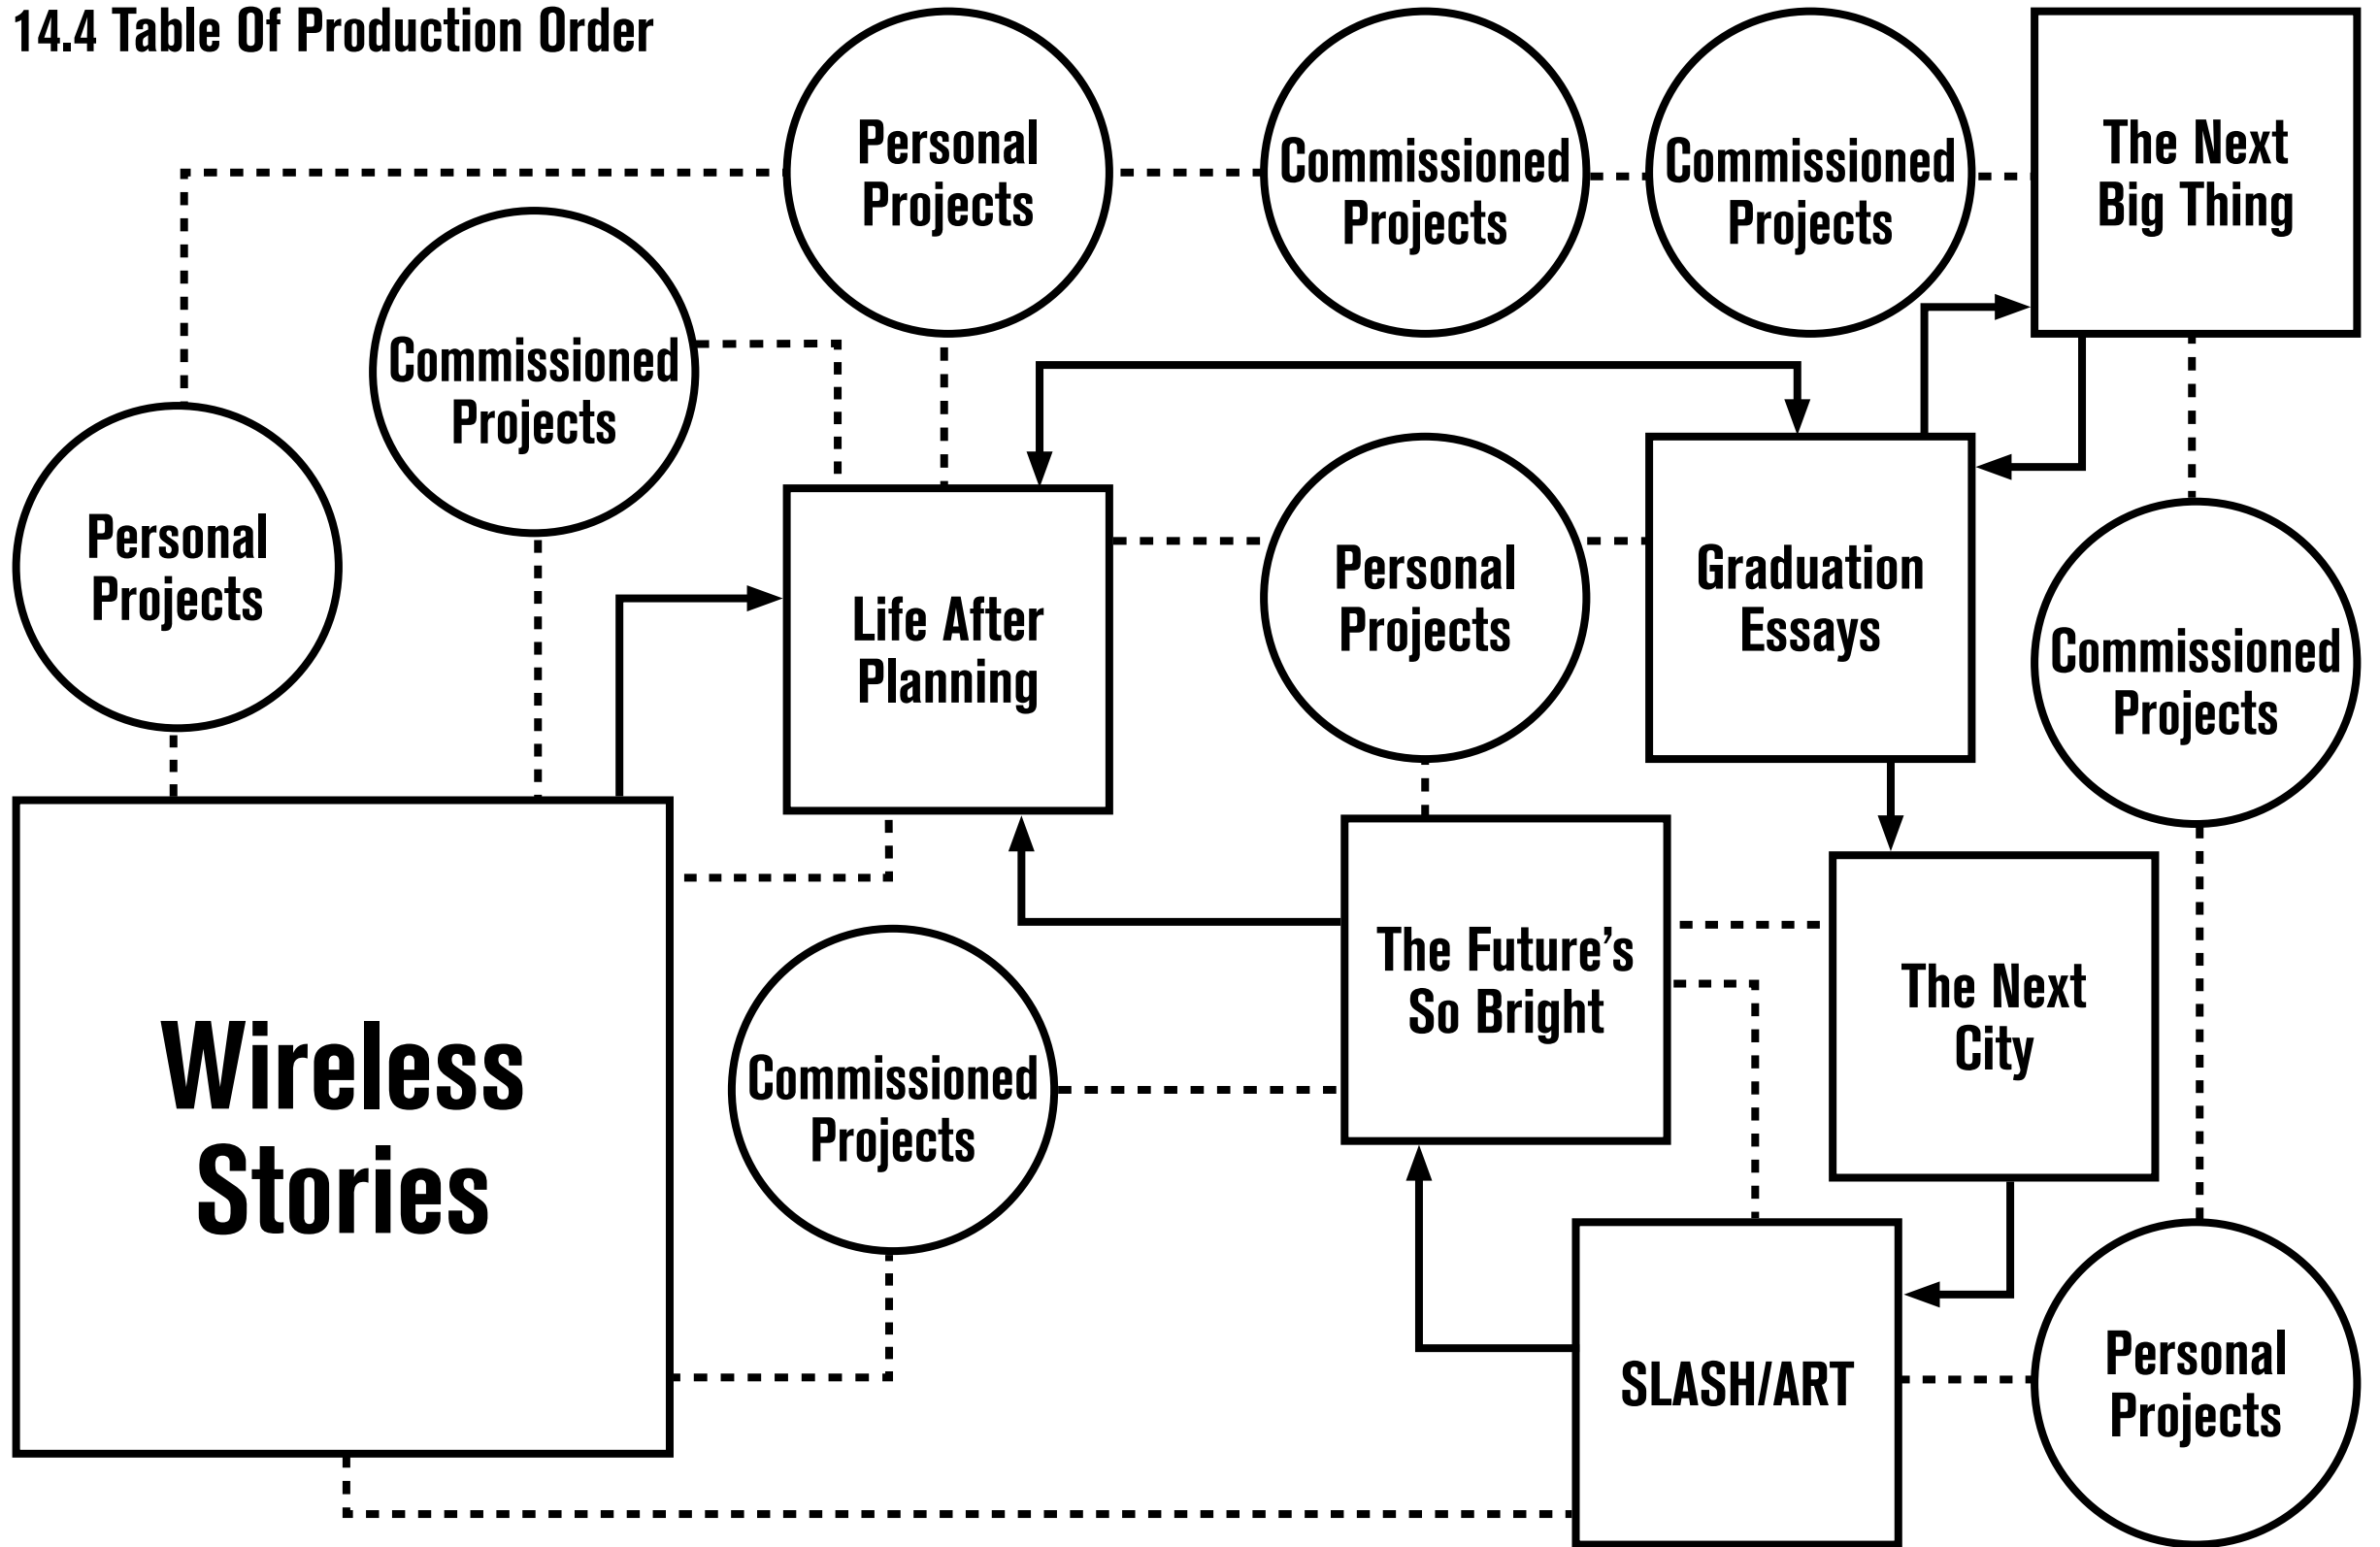 14.4 Table Of Production Order
Personal
Projects
Commissioned
Projects
Commissioned
Projects
The Next
Big Thing
Commissioned
Projects
Personal
Projects
Life After
Planning
Personal
Projects
Graduation
Essays
Commissioned
Projects
Wireless
Stories
Commissioned
Projects
The Future's
So Bright
The Next
City
SLASH/ART
Personal
Projects